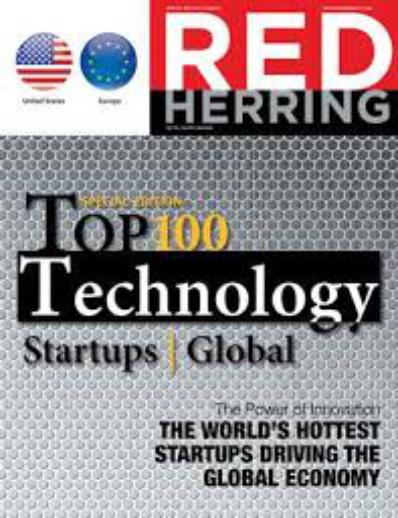 United States
Europe
RED
HERRING
SPECIAL EDITION
TOP 100
Technology
Startups | Global
The Power of Innovation
THE WORLD'S HOTTEST
STARTUPS DRIVING THE
GLOBAL ECONOMY